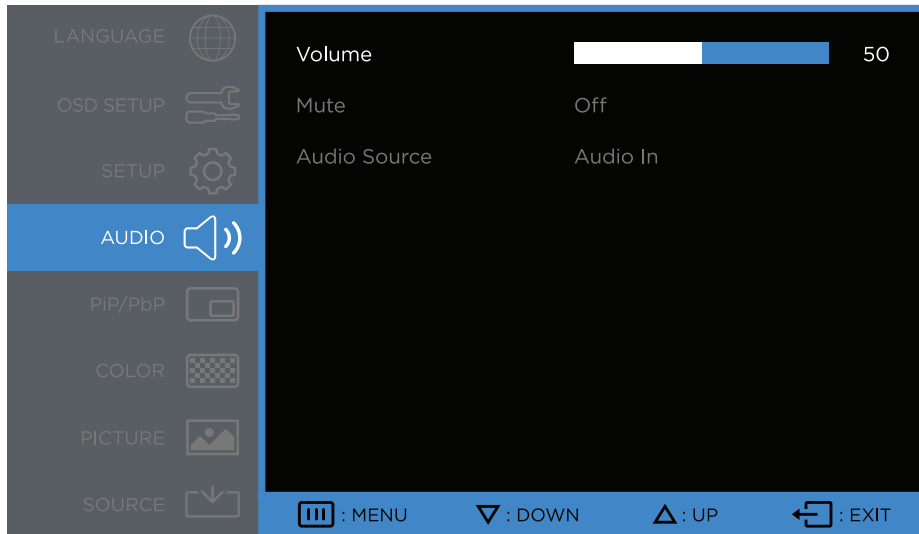 LANGUAGE
OSD SETUP
SETUP
AUDIO
PiP/PbP
COLOR
PICTURE
SOURCE
Volume 50
Mute Off
Audio Source Audio In
: MENU : DOWN : UP : EXIT